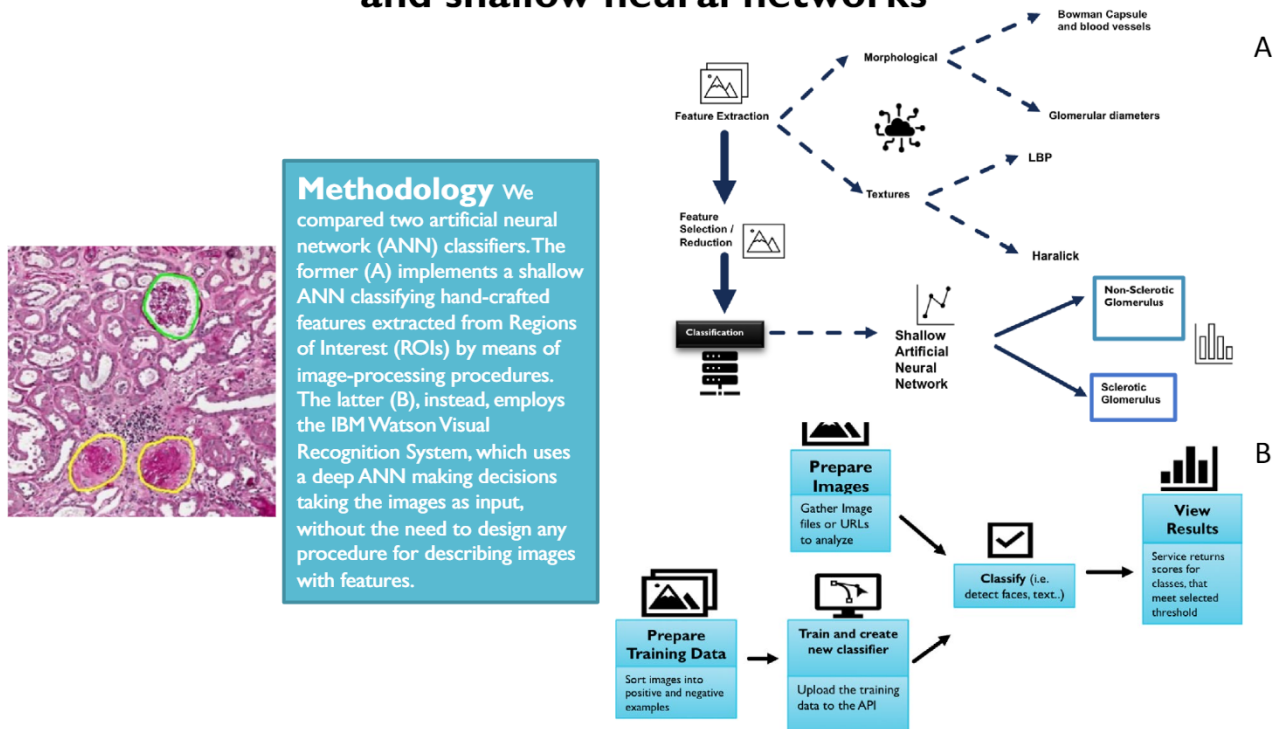 and shallow neural networks
A
Bowman Capsule
and blood vessels
Morphological
Feature Extraction
Glomerular diameters
LBP
Textures
Feature
Selection /
Reduction
Haralick
Classification
Shallow
Artificial
Neural
Network
Non-Sclerotic
Glomerulus
Sclerotic
Glomerulus
Methodology We
compared two artificial neural
network (ANN) classifiers. The
former (A) implements a shallow
ANN classifying hand-crafted
features extracted from Regions
of Interest (ROIs) by means of
image-processing procedures.
The latter (B), instead, employs
the IBM Watson Visual
Recognition System, which uses
a deep ANN making decisions
taking the images as input,
without the need to design any
procedure for describing images
with features.
B
Prepare
Images
Gather Image
files or URLs
to analyze
Classify (i.e.
detect faces, text..)
View
Results
Service returns
scores for
classes, that
meet selected
threshold
Prepare
Training Data
Sort images into
positive and negative
examples
Train and create
new classifier
Upload the training
data to the API